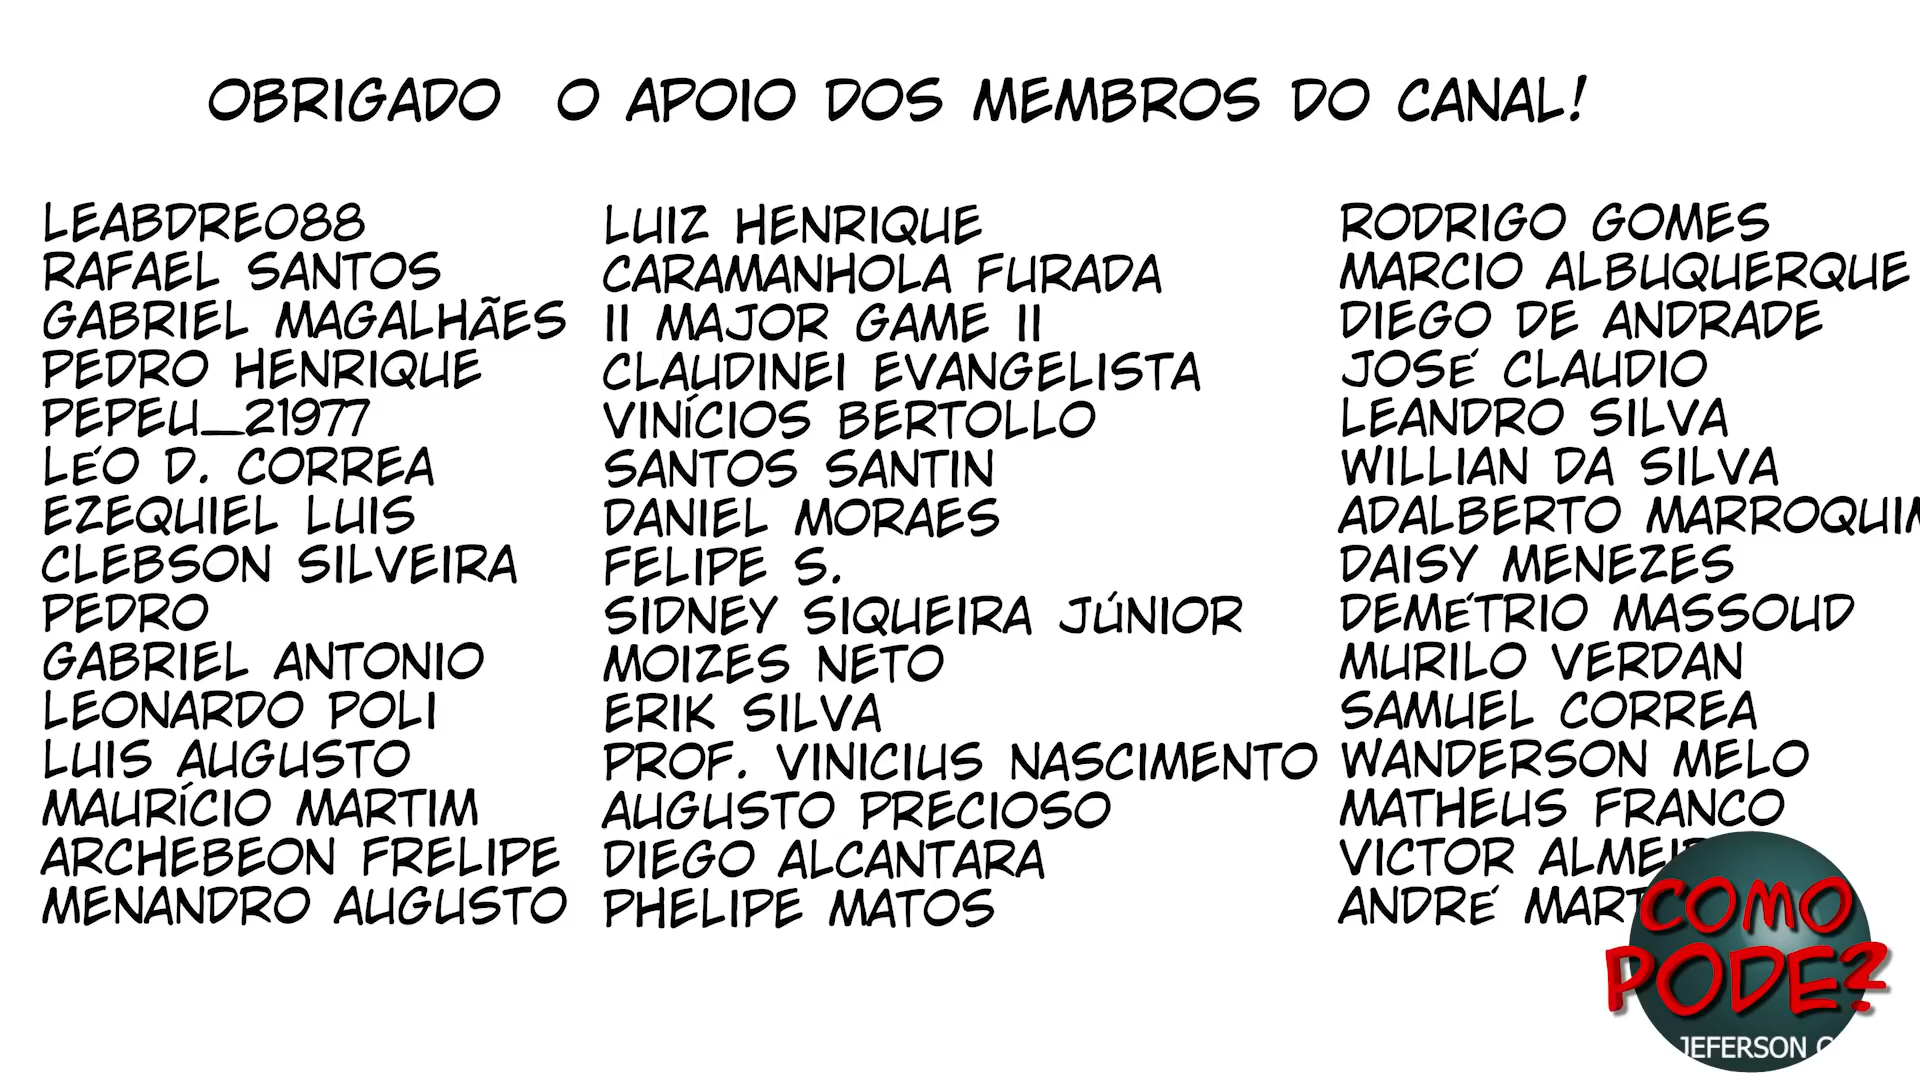 OBRIGADO O APOIO DOS MEMBROS DO CANAL!
LEABDRE088
RAFAEL SANTOS
GABRIEL MAGALHÃES
PEDRO HENRIQUE
PEPEU_21977
LÉO D. CORREA
EZEQUIEL LUIS
CLEBSON SILVEIRA
PEDRO
GABRIEL ANTONIO
LEONARDO POLI
LUIS AUGUSTO
MAURÍCIO MARTIM
ARCHEBEON FRELIPE
MENANDRO AUGUSTO
LUIZ HENRIQUE
CARAMANHOLA FURADA
II MAJOR GAME II
CLAUDINEI EVANGELISTA
VINÍCIOS BERTOLLO
SANTOS SANTIN
DANIEL MORAES
FELIPE S.
SIDNEY SIQUEIRA JÚNIOR
MOIZES NETO
ERIK SILVA
PROF. VINICIUS NASCIMENTO
AUGUSTO PRECIOSO
DIEGO ALCANTARA
PHELIPE MATOS
RODRIGO GOMES
MARCIO ALBUQUERQUE
DIEGO DE ANDRADE
JOSÉ CLAUDIO
LEANDRO SILVA
WILLIAN DA SILVA
ADALBERTO
DAISY MENEZES
DEMÉTRIO MASSOUD
MURILO VERDAN
SAMUEL CORREA
WANDERSON MELO
MATHEUS FRANCO
VICTOR
ANDRÉ
COMO
PODE?
JEFERSON